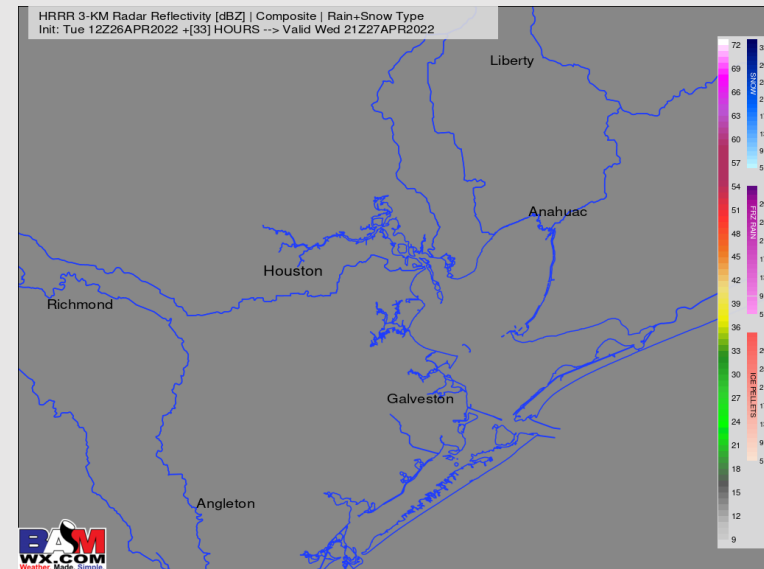 HRRR 3-KM Radar Reflectivity [dBZ] | Composite | Rain+Snow Type
Init: Tue 12Z26APR2022 +[33] HOURS --> Valid Wed 21Z27APR2022
Liberty
Anahuac
Houston
Richmond
Galveston
Angleton
72
69
66
63
60
57
54
51
48
45
42
39
36
33
30
27
24
21
18
15
12
9
SNOW
FRZ RAIN
ICE PELLETS
BAM
WX.COM
Weather. Made. Simple.